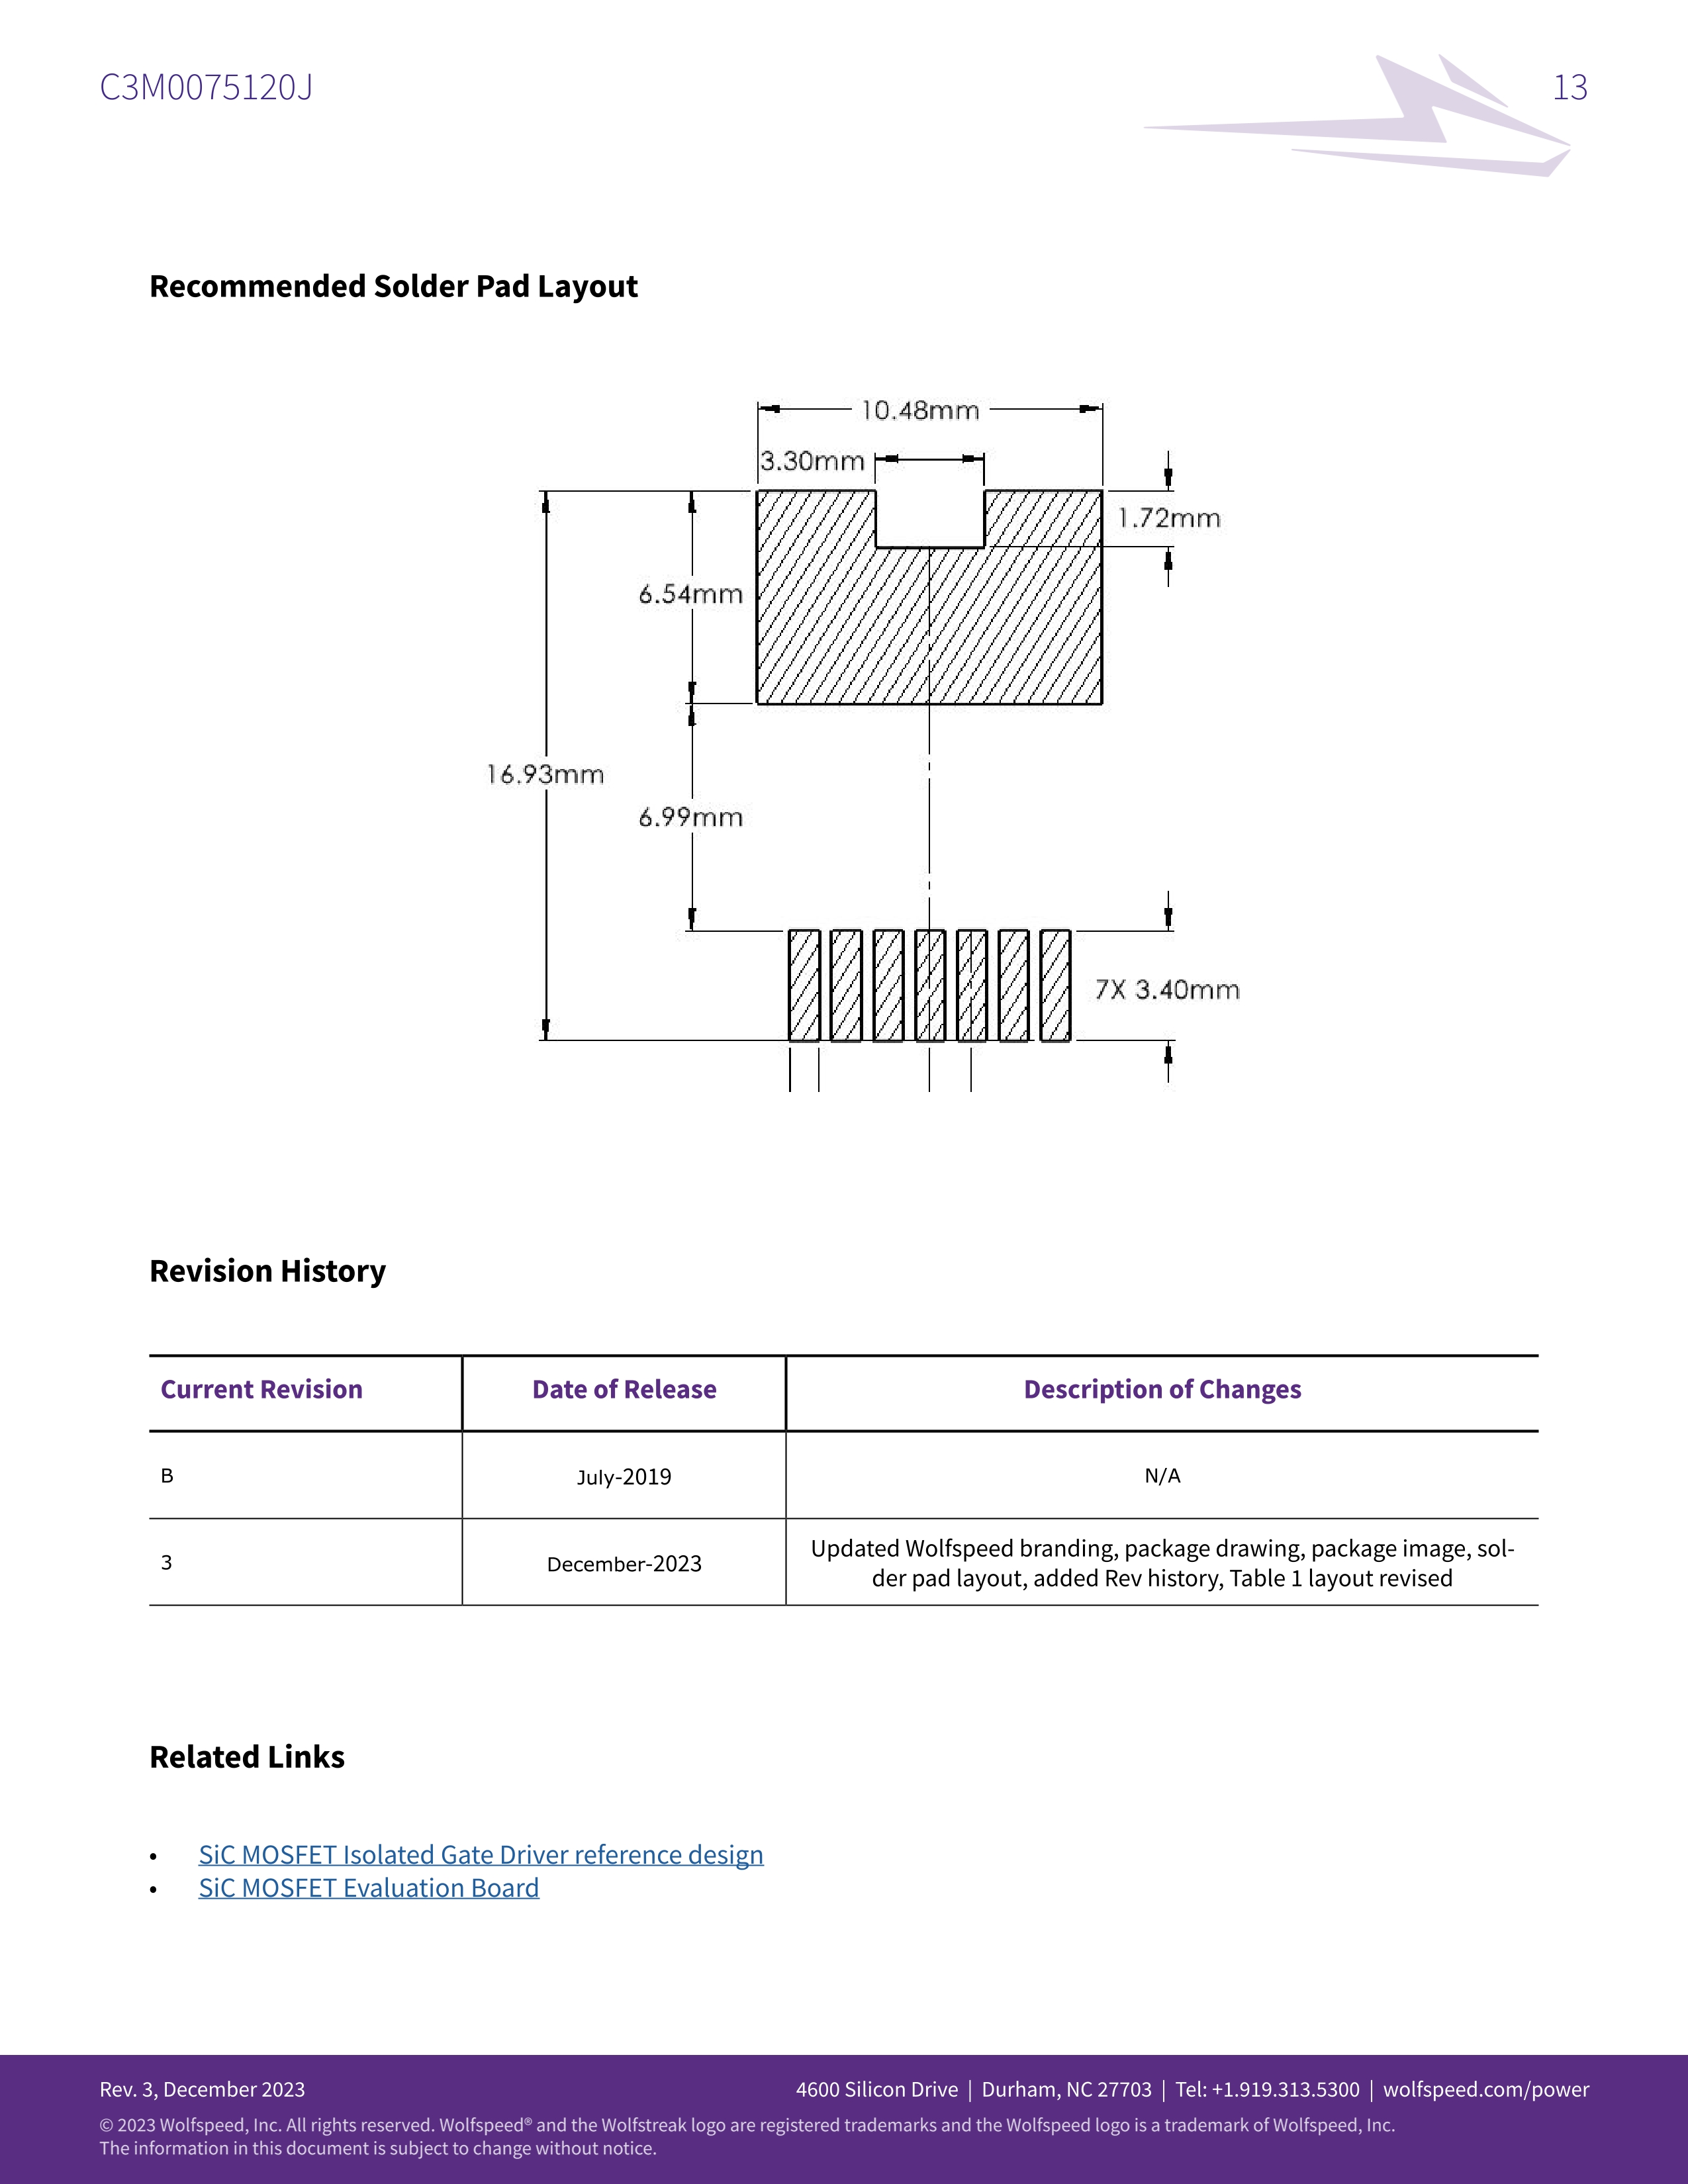 C3M0075120J
13
Recommended Solder Pad Layout
10.48mm
3.30mm
1.72mm
6.54mm
16.93mm
6.99mm
7X 3.40mm
Revision History
Current Revision Date of Release Description of Changes
B July-2019 N/A
3 December-2023 Updated Wolfspeed branding, package drawing, package image, sol-
der pad layout, added Rev history, Table 1 layout revised
Related Links
• SiC MOSFET Isolated Gate Driver reference design
• SiC MOSFET Evaluation Board
Rev. 3, December 2023 4600 Silicon Drive | Durham, NC 27703 | Tel: +1.919.313.5300 | wolfspeed.com/power
© 2023 Wolfspeed, Inc. All rights reserved. Wolfspeed® and the Wolfstreak logo are registered trademarks and the Wolfspeed logo is a trademark of Wolfspeed, Inc.
The information in this document is subject to change without notice.